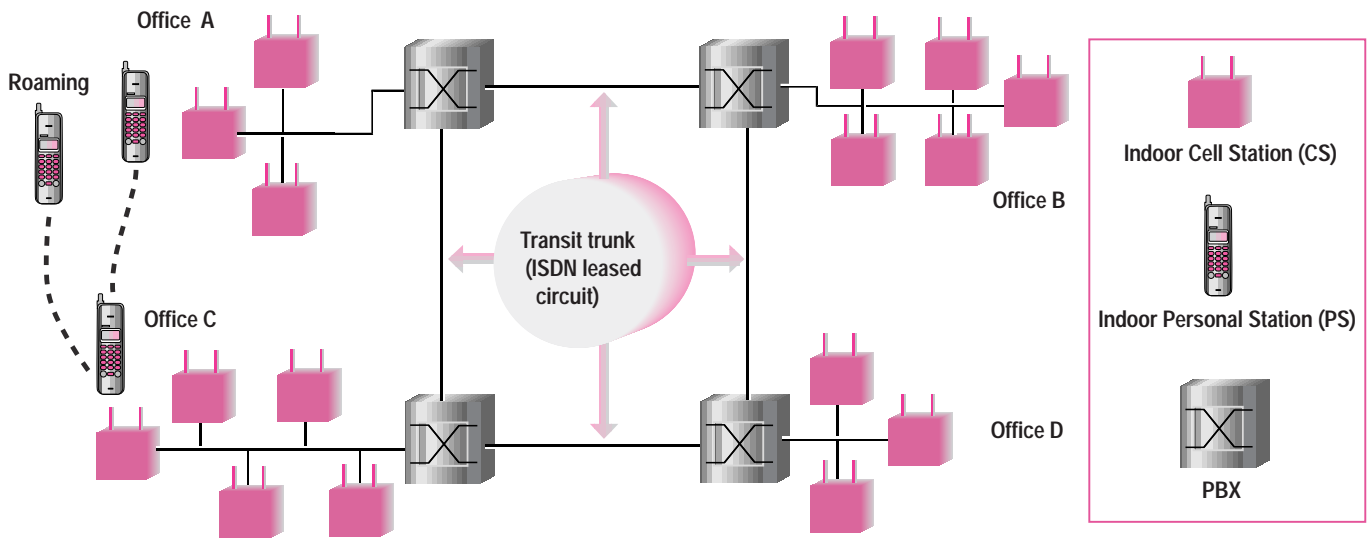 Office A
Roaming
Office B
Transit trunk
(ISDN leased
circuit)
Office C
Office D
Indoor Cell Station (CS)
Indoor Personal Station (PS)
PBX